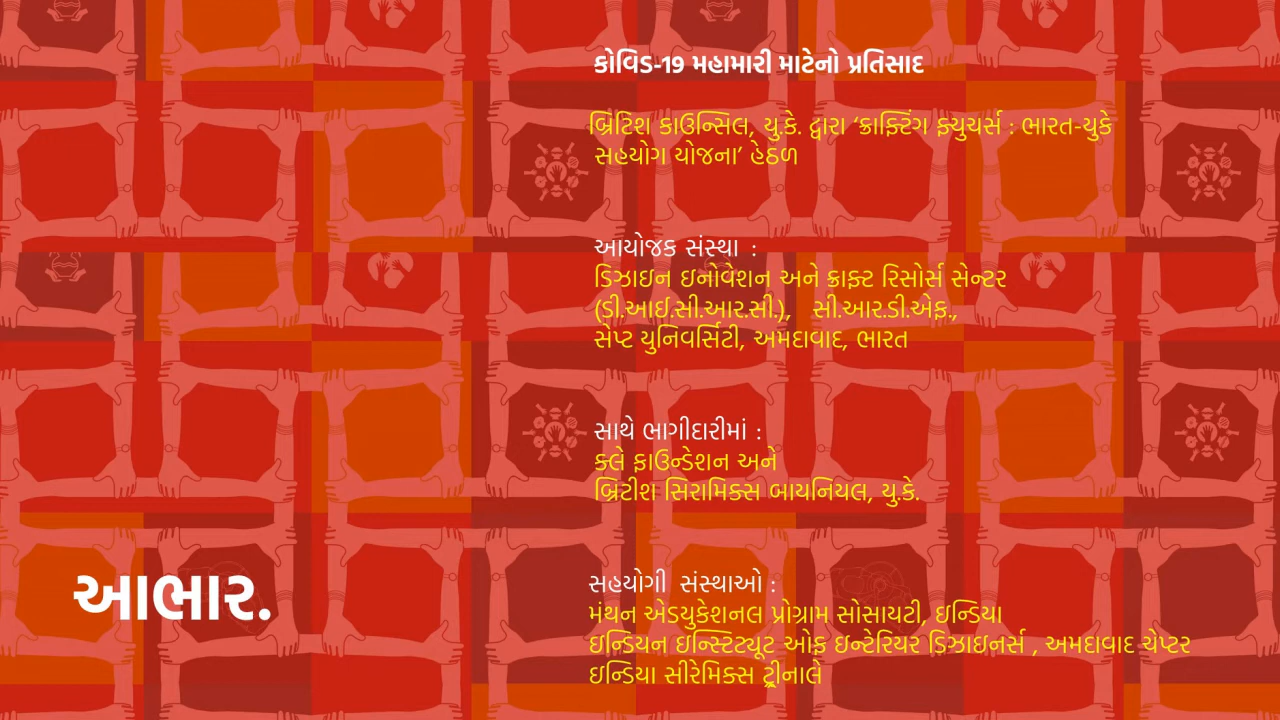 કોવિડ-19 મહામારી માટેનો પ્રતિસાદ
બ્રિટિશ કાઉન્સિલ, યુ.કે. દ્વારા ‘ક્રાફ્ટિંગ ફ્યુચર્સ : ભારત-યુકે
સહયોગ યોજના’ હેઠળ
આયોજક સંસ્થા :
ડિઝાઇન ઇનોવેશન અને ક્રાફ્ટ રિસોર્સ સેન્ટર
(ડી.આઈ.સી.આર.સી.), સી.આર.ડી.એફ.,
સેપ્ટ યુનિવર્સિટી, અમદાવાદ, ભારત
સાથે ભાગીદારીમાં :
ક્લે ફાઉન્ડેશન અને
બ્રિટીશ સિરામિક્સ બાયનિયલ, યુ.કે.
આભાર.
સહયોગી સંસ્થાઓ :
મંથન એડયુકેશનલ પ્રોગ્રામ સોસાયટી, ઇન્ડિયા
ઇન્ડિયન ઇન્સ્ટિટ્યૂટ ઓફ ઇન્ટેરિયર ડિઝાઇનર્સ , અમદાવાદ ચેપ્ટર
ઇન્ડિયા સીરેમિક્સ ટ્રીનાલે